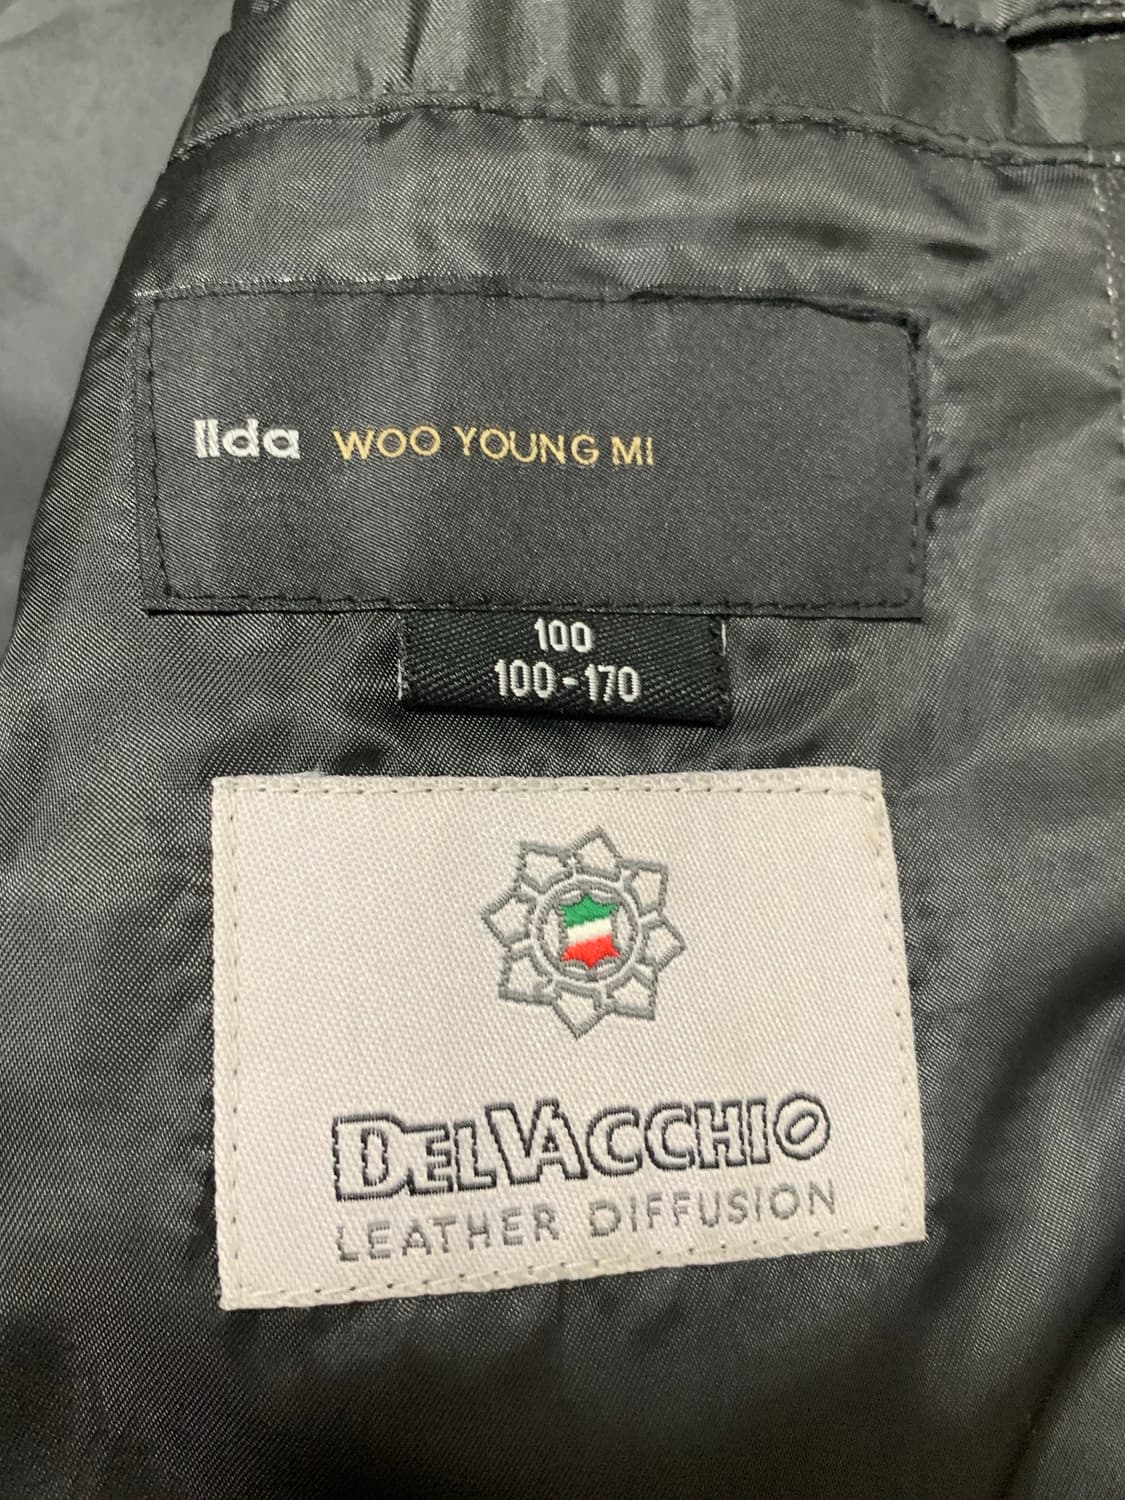 Ilda WOO YOUNG MI
100
100-170
DELVACCHIO
LEATHER DIFFUSION